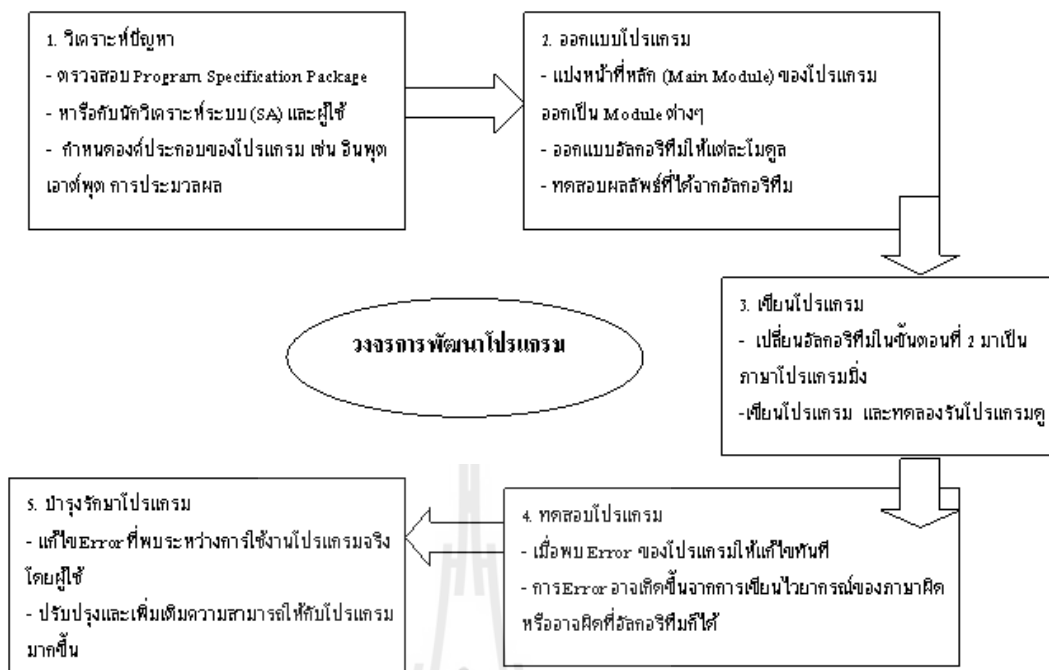 1. วิเคราะห์ปัญหา
- ตรวจสอบ Program Specification Package
- หารือกับนักวิเคราะห์ระบบ (SA) และผู้ใช้
- กำหนดองค์ประกอบของโปรแกรม เช่น อินพุต
เอาต์พุต การประมวลผล
2. ออกแบบโปรแกรม
- แบ่งหน้าที่หลัก (Main Module) ของโปรแกรม
ออกเป็น Module ต่างๆ
- ออกแบบอัลกอริทึมให้แต่ละโมดูล
- ทดสอบผลลัพธ์ที่ได้จากอัลกอริทึม
3. เขียนโปรแกรม
- เปลี่ยนอัลกอริทึมในขั้นตอนที่ 2 มาเป็น
ภาษาโปรแกรมมิ่ง
-เขียนโปรแกรม และทดลองรันโปรแกรมดู
วงจรการพัฒนาโปรแกรม
4. ทดสอบโปรแกรม
- เมื่อพบ Error ของโปรแกรมให้แก้ไขทันที
- การError อาจเกิดขึ้นจากการเขียนไวยากรณ์ของภาษาผิด
หรืออาจผิดที่อัลกอริทึมก็ได้
5. บำรุงรักษาโปรแกรม
- แก้ไขError ที่พบระหว่างการใช้งานโปรแกรมจริง
โดยผู้ใช้
- ปรับปรุงและเพิ่มเติมความสามารถให้กับโปรแกรม
มากขึ้น